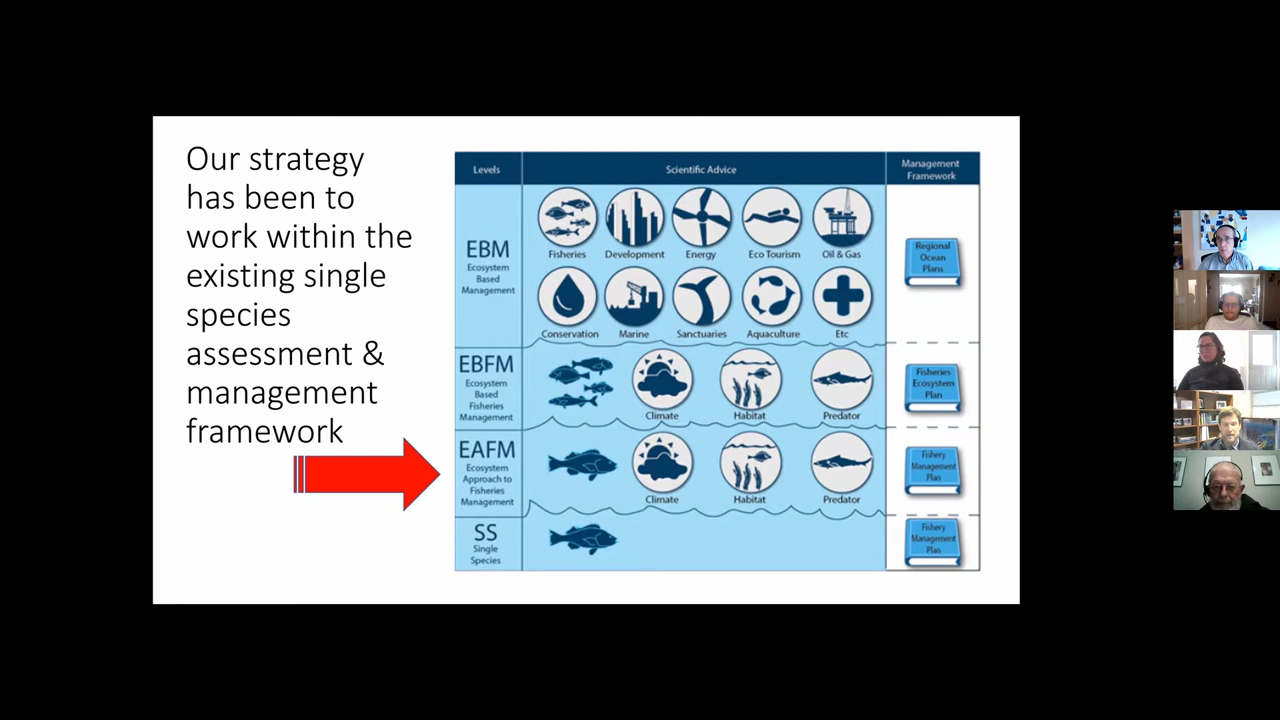 Our strategy
has been to
work within the
existing single
species
assessment &
management
framework
Levels
Scientific Advice
Management
Framework
EBM
Ecosystem
Based
Management
Fisheries
Development
Energy
Eco Tourism
Oil & Gas
Conservation
Marine
Sanctuaries
Aquaculture
Etc
Regional
Ocean
Plans
EBFM
Ecosystem
Based
Fisheries
Management
Climate
Habitat
Predator
Fisheries
Ecosystem
Plan
EAFM
Ecosystem
Approach to
Fisheries
Management
Climate
Habitat
Predator
Fishery
Management
Plan
SS
Single
Species
Fishery
Management
Plan